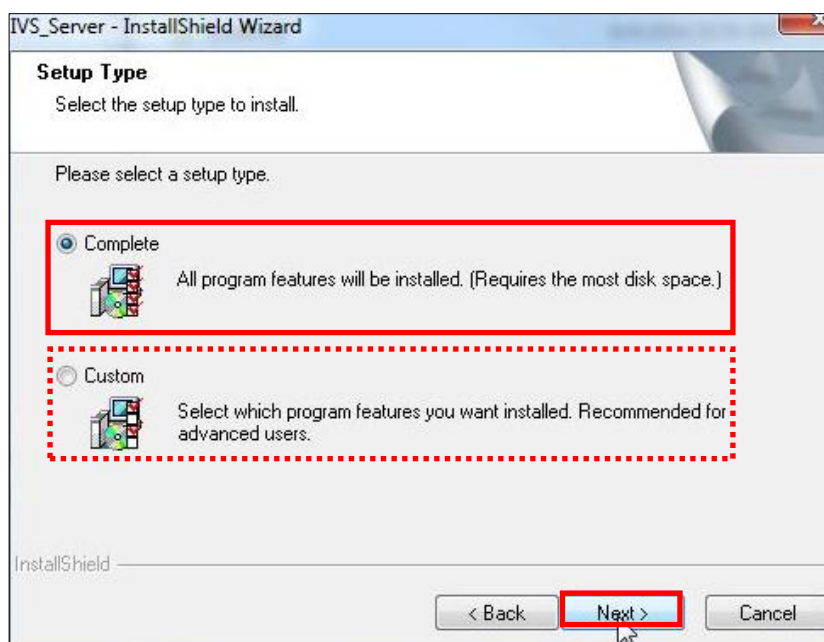 IVS_Server - InstallShield Wizard
Setup Type
Select the setup type to install.
Please select a setup type.
Complete
All program features will be installed. (Requires the most disk space.)
Custom
Select which program features you want installed. Recommended for
advanced users.
InstallShield
< Back
Next >
Cancel